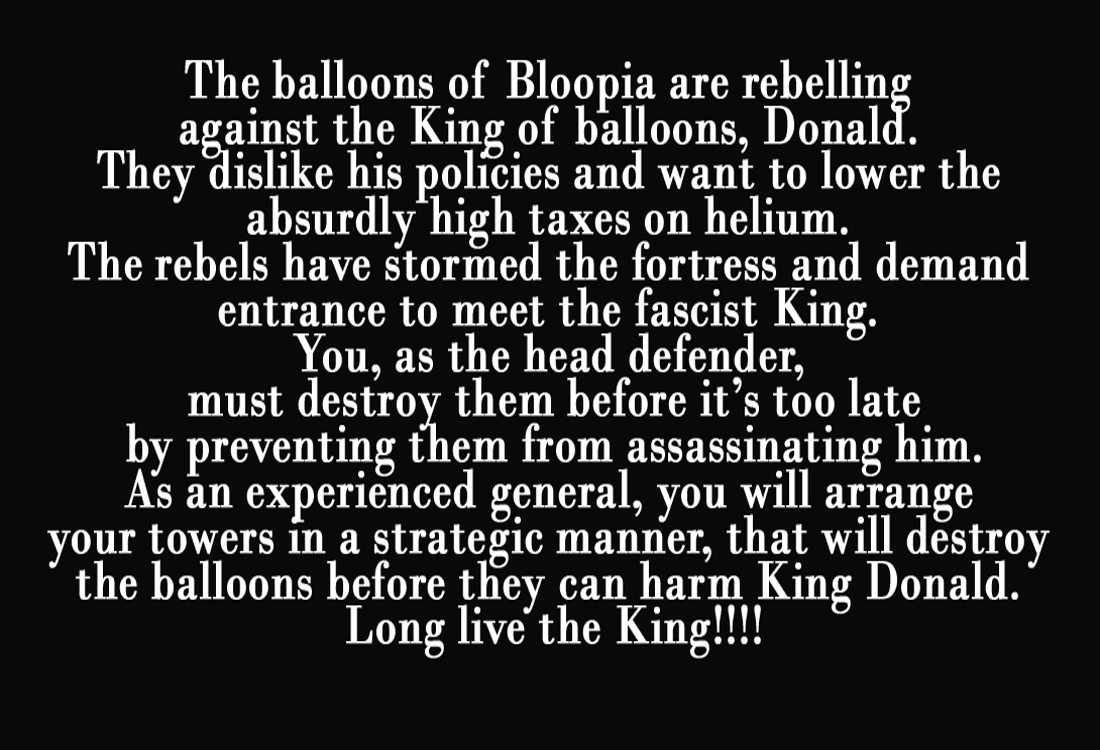 The balloons of Bloopia are rebelling
against the King of balloons, Donald.
They dislike his policies and want to lower the
absurdly high taxes on helium.
The rebels have stormed the fortress and demand
entrance to meet the fascist King.
You, as the head defender,
must destroy them before it’s too late
by preventing them from assassinating him.
As an experienced general, you will arrange
your towers in a strategic manner, that will destroy
the balloons before they can harm King Donald.
Long live the King!!!!